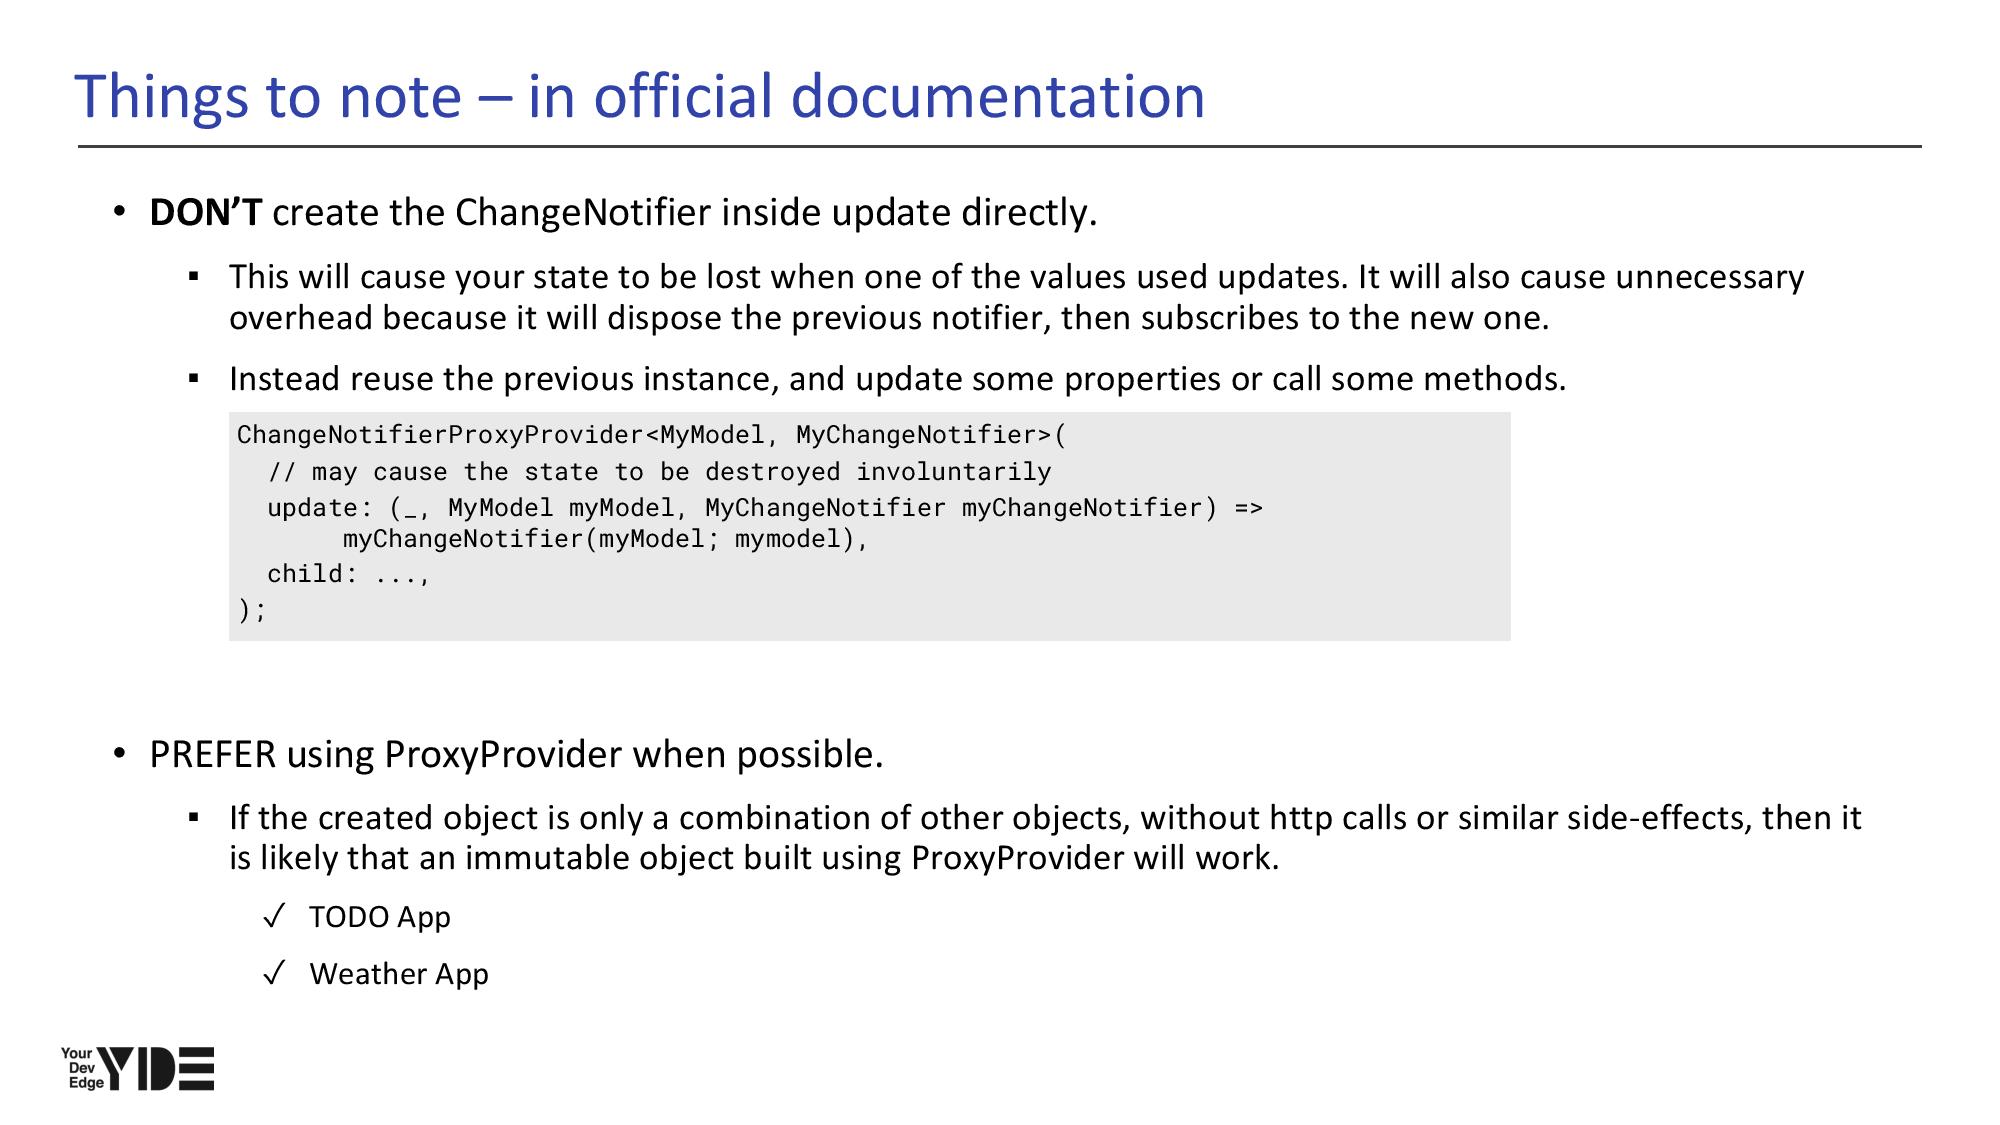 Things to note – in official documentation
• DON’T create the ChangeNotifier inside update directly.
▪ This will cause your state to be lost when one of the values used updates. It will also cause unnecessary
overhead because it will dispose the previous notifier, then subscribes to the new one.
▪ Instead reuse the previous instance, and update some properties or call some methods.
ChangeNotifierProxyProvider<MyModel, MyChangeNotifier>(
  // may cause the state to be destroyed involuntarily
  update: (_, MyModel myModel, MyChangeNotifier myChangeNotifier) =>
       myChangeNotifier(myModel; mymodel),
  child: ...,
);
• PREFER using ProxyProvider when possible.
▪ If the created object is only a combination of other objects, without http calls or similar side-effects, then it
is likely that an immutable object built using ProxyProvider will work.
✓ TODO App
✓ Weather App
Your
Dev
Edge
YDE